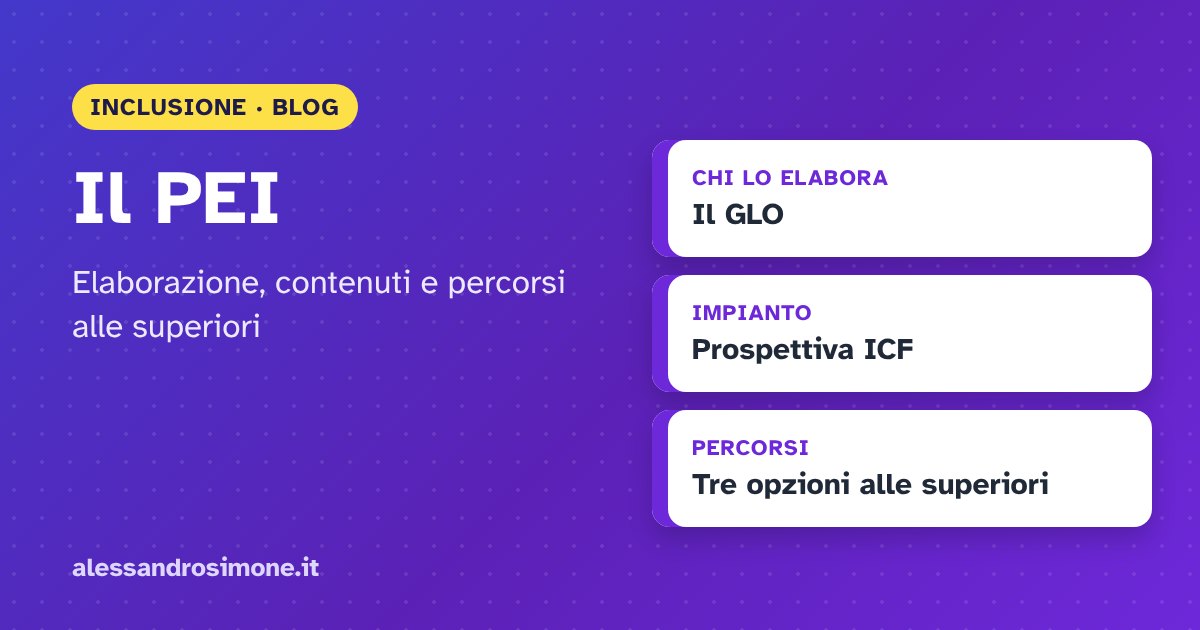 INCLUSIONE · BLOG
Il PEI
Elaborazione, contenuti e percorsi
alle superiori
CHI LO ELABORA
Il GLO
IMPIANTO
Prospettiva ICF
PERCORSI
Tre opzioni alle superiori
alessandrosimone.it